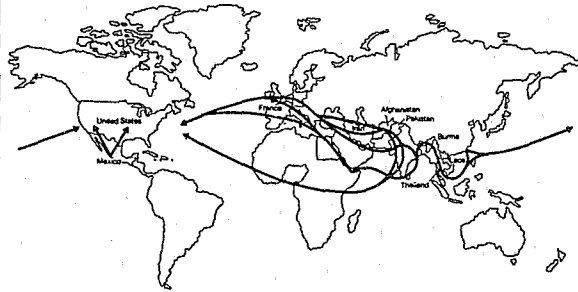 United States
Mexico
France
Iran
Afghanistan
Pakistan
Burma
Laos
Thailand